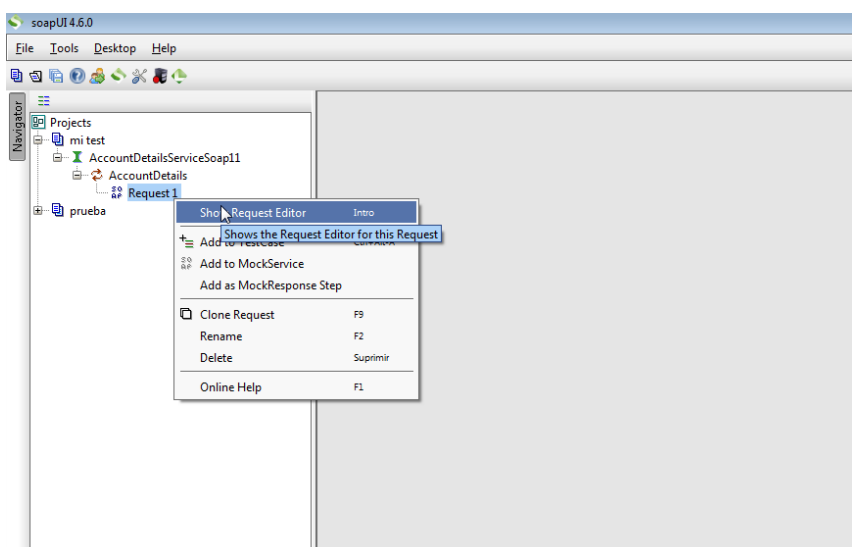 soapUI 4.6.0
File Tools Desktop Help
Navigator
Projects
mi test
AccountDetailsServiceSoap11
AccountDetails
Request 1
prueba
Show Request Editor Intro
Shows the Request Editor for this Request
Add to TestCase Ctrl+Alt-A
Add to MockService
Add as MockResponse Step
Clone Request F9
Rename F2
Delete Suprimir
Online Help F1